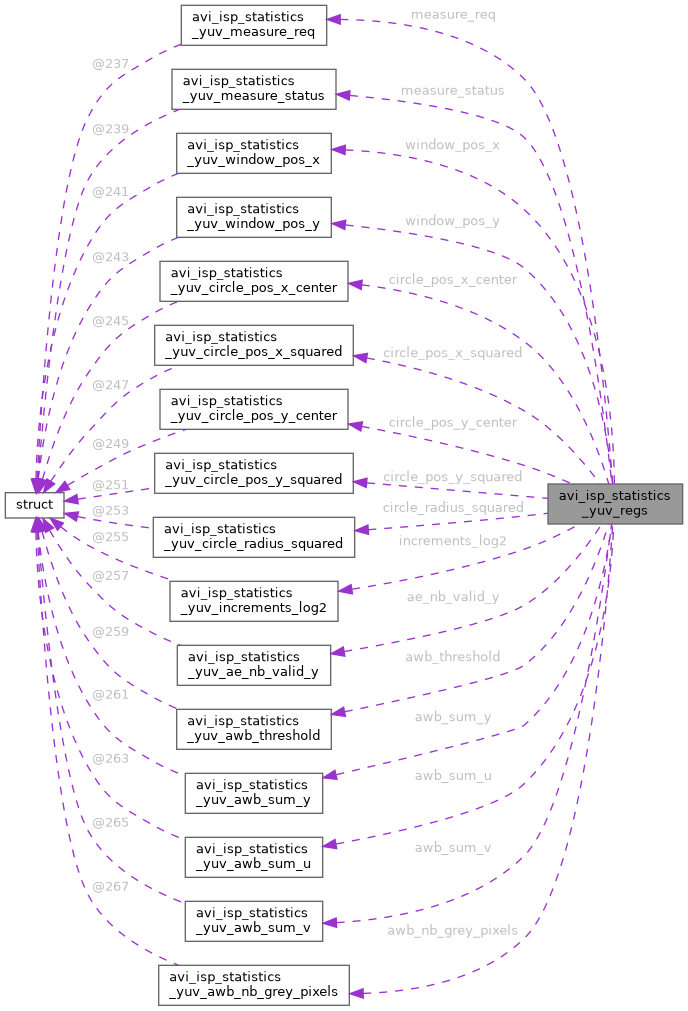 avi_isp_statistics
_yuv_measure_req
measure_req
@237
avi_isp_statistics
_yuv_measure_status
measure_status
@239
avi_isp_statistics
_yuv_window_pos_x
window_pos_x
@241
avi_isp_statistics
_yuv_window_pos_y
window_pos_y
@243
avi_isp_statistics
_yuv_circle_pos_x_center
circle_pos_x_center
@245
avi_isp_statistics
_yuv_circle_pos_x_squared
circle_pos_x_squared
@247
avi_isp_statistics
_yuv_circle_pos_y_center
circle_pos_y_center
@249
avi_isp_statistics
_yuv_circle_pos_y_squared
circle_pos_y_squared
@251
struct
avi_isp_statistics
_yuv_regs
@253
avi_isp_statistics
_yuv_circle_radius_squared
circle_radius_squared
@255
avi_isp_statistics
_yuv_increments_log2
increments_log2
@257
avi_isp_statistics
_yuv_ae_nb_valid_y
ae_nb_valid_y
@259
avi_isp_statistics
_yuv_awb_threshold
awb_threshold
@261
avi_isp_statistics
_yuv_awb_sum_y
awb_sum_y
@263
avi_isp_statistics
_yuv_awb_sum_u
awb_sum_u
@265
avi_isp_statistics
_yuv_awb_sum_v
awb_sum_v
@267
avi_isp_statistics
_yuv_awb_nb_grey_pixels
awb_nb_grey_pixels